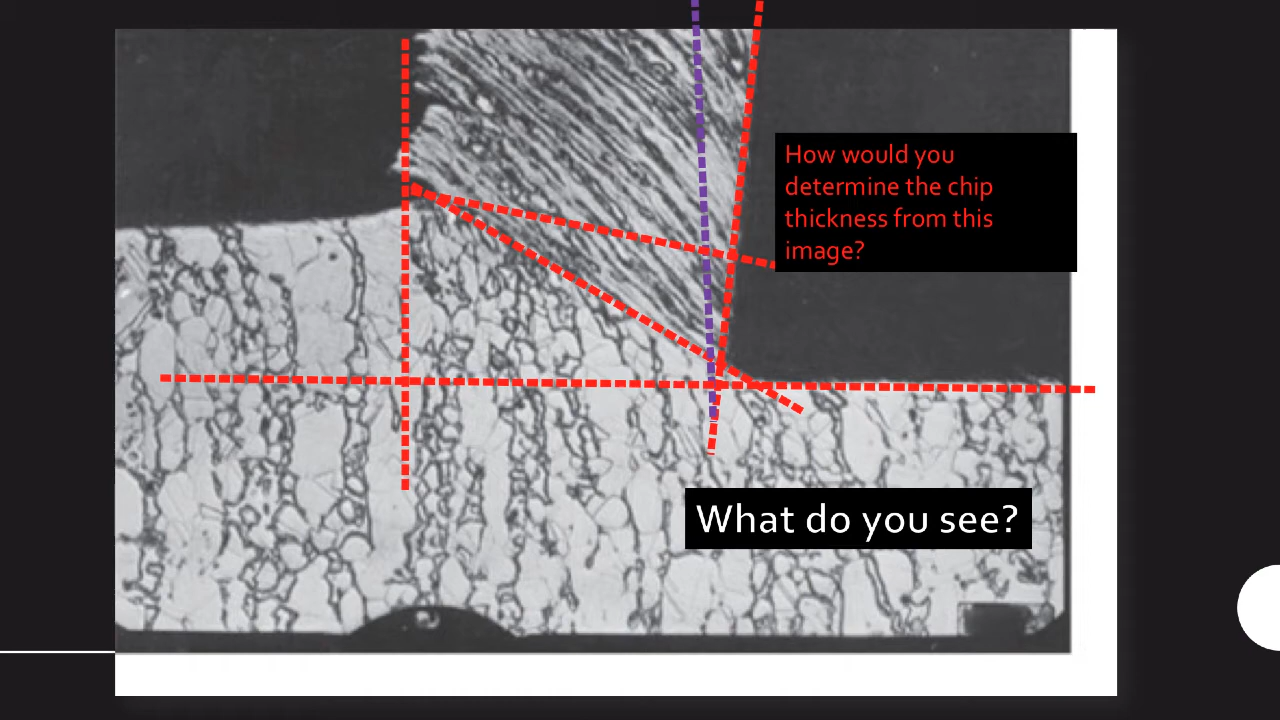 How would you
determine the chip
thickness from this
image?
What do you see?